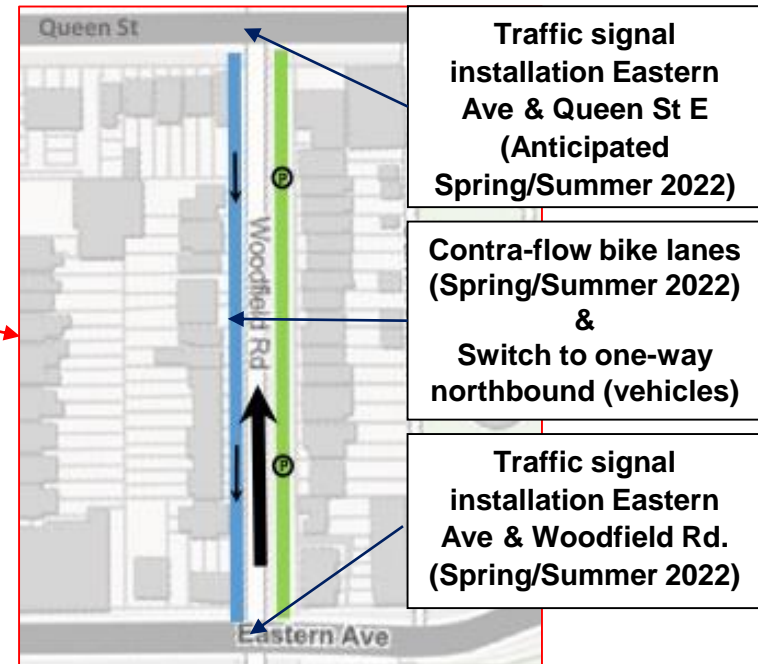 Queen St
Traffic signal
installation Eastern
Ave & Queen St E
(Anticipated
Spring/Summer 2022)
P
Woodfield Rd
Contra-flow bike lanes
(Spring/Summer 2022)
&
Switch to one-way
northbound (vehicles)
P
Traffic signal
installation Eastern
Ave & Woodfield Rd.
(Spring/Summer 2022)
Eastern Ave